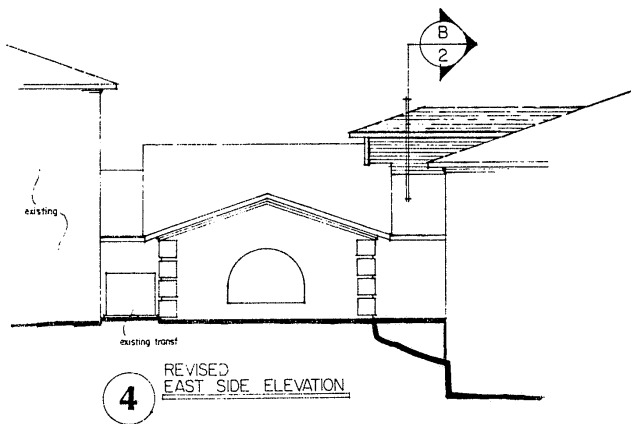 B
2
existing
existing transf
4
REVISED
EAST SIDE ELEVATION